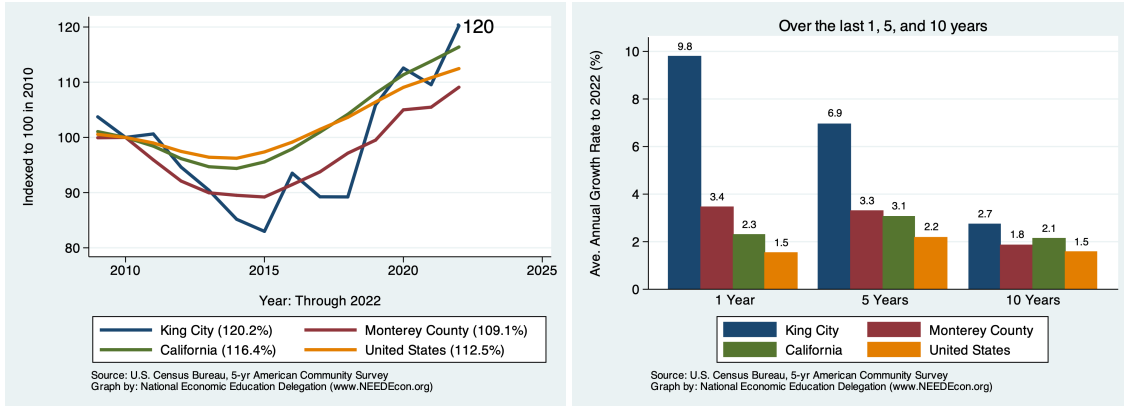 120
120
110
100
90
80
Indexed to 100 in 2010
2010 2015 2020 2025
Year: Through 2022
King City (120.2%) Monterey County (109.1%)
California (116.4%) United States (112.5%)
Source: U.S. Census Bureau, 5-yr American Community Survey
Graph by: National Economic Education Delegation (www.NEEDEcon.org)
Over the last 1, 5, and 10 years
Ave. Annual Growth Rate to 2022 (%)
10
8
6
4
2
0
9.8 3.4 2.3 1.5
6.9 3.3 3.1 2.2
2.7 1.8 2.1 1.5
1 Year 5 Years 10 Years
King City Monterey County
California United States
Source: U.S. Census Bureau, 5-yr American Community Survey
Graph by: National Economic Education Delegation (www.NEEDEcon.org)